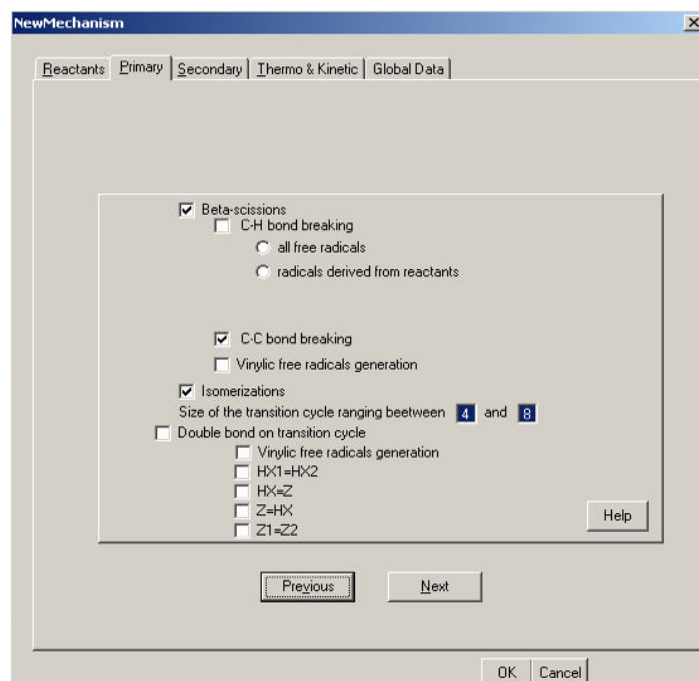 NewMechanism
Reactants Primary Secondary Thermo & Kinetic Global Data
Beta-scissions
C-H bond breaking
all free radicals
radicals derived from reactants
C-C bond breaking
Vinylic free radicals generation
Isomerizations
Size of the transition cycle ranging beetween 4 and 8
Double bond on transition cycle
Vinylic free radicals generation
HX1=HX2
HX=Z
Z=HX
Z1=Z2
Help
Previous Next
OK Cancel